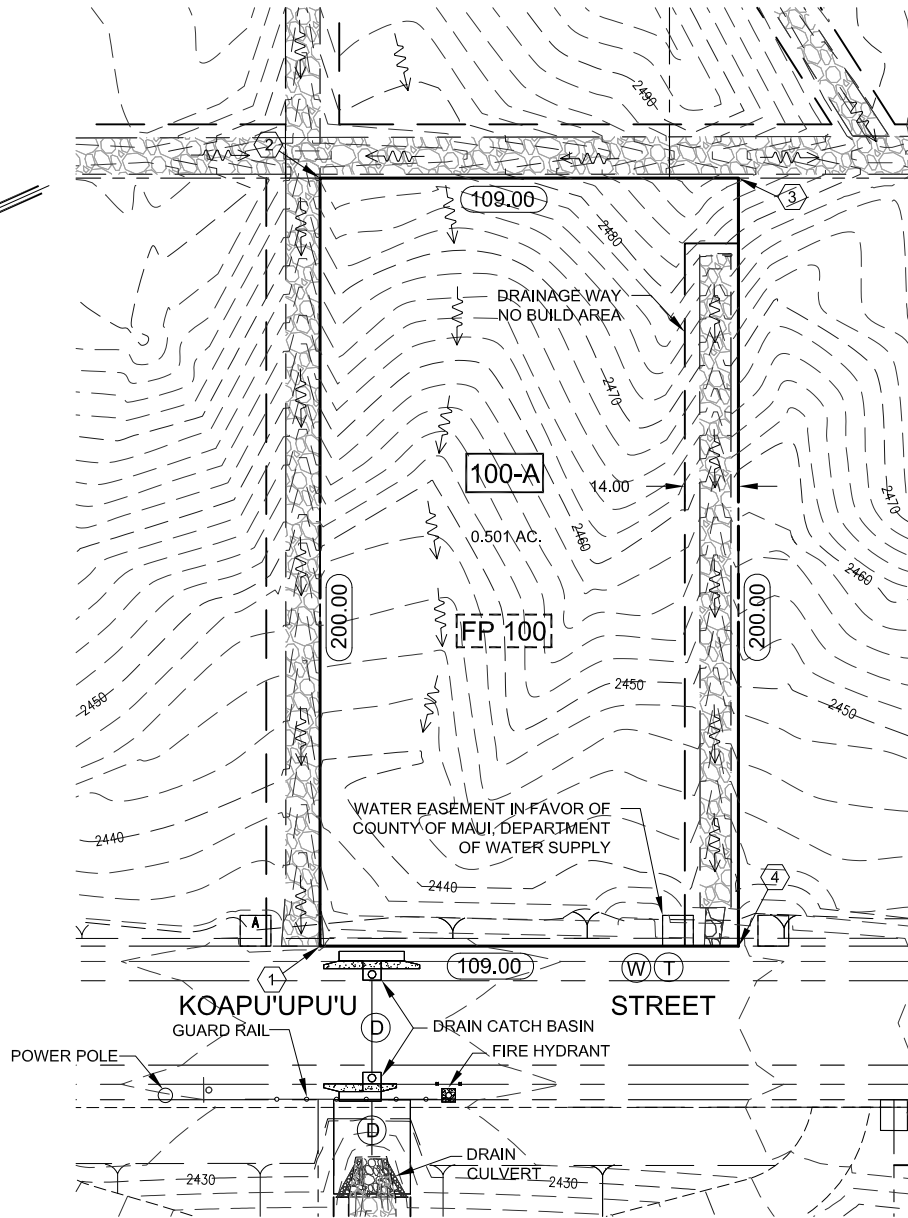 2490
2
109.00
3
2480
DRAINAGE WAY
NO BUILD AREA
2470
100-A
14.00
2470
0.501 AC.
2460
2460
200.00
FP 100
200.00
2450
2450
2450
WATER EASEMENT IN FAVOR OF
COUNTY OF MAUI, DEPARTMENT
OF WATER SUPPLY
2440
2440
4
A
1
109.00
W T
KOAPU'UPU'U STREET
GUARD RAIL
D
DRAIN CATCH BASIN
POWER POLE
FIRE HYDRANT
D
DRAIN
CULVERT
2430
2430